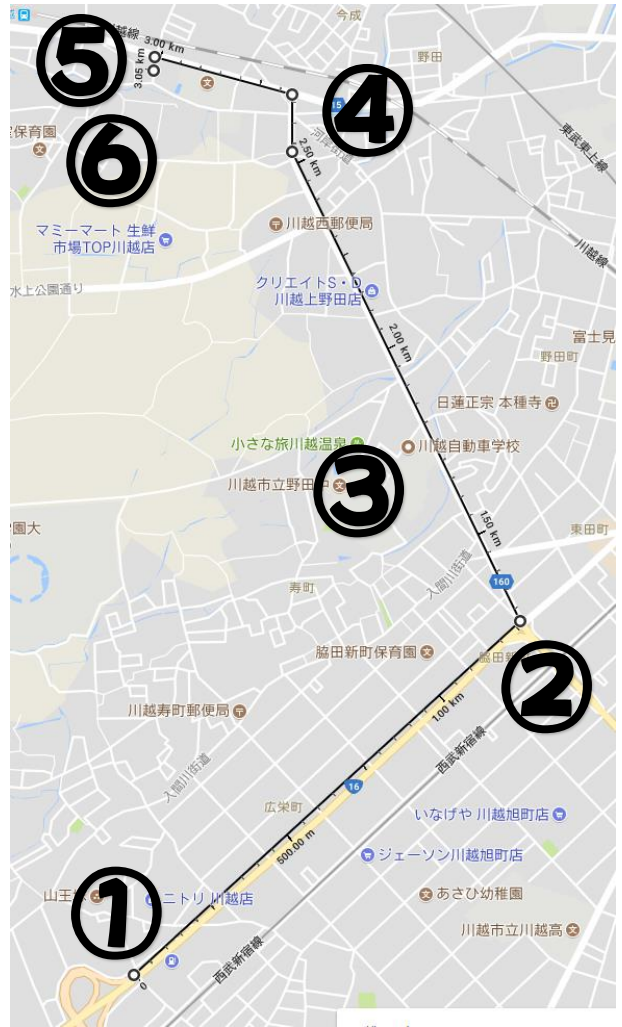 今成
越線
3.00 km
⑤
3.05 km
野田
④
15
東武東上線
保育園
⑥
河岸街道
2.50 km
川越西郵便局
マミーマート 生鮮
市場TOP川越店
川越線
水上公園通り
クリエイトS・D
川越上野田店
2.00 km
富士見
野田町
日蓮正宗 本種寺
小さな旅川越温泉
川越自動車学校
川越市立野田中
③
1.50 km
園大
東田町
入間川街道
160
寿町
脇田新町保育園
脇田新
②
川越寿町郵便局
1.00 km
西武新宿線
入間川街道
16
広栄町
いなげや 川越旭町店
500.00 m
ジェーソン川越旭町店
①
あさひ幼稚園
山王
ニトリ 川越店
川越市立川越高
西武新宿線
0